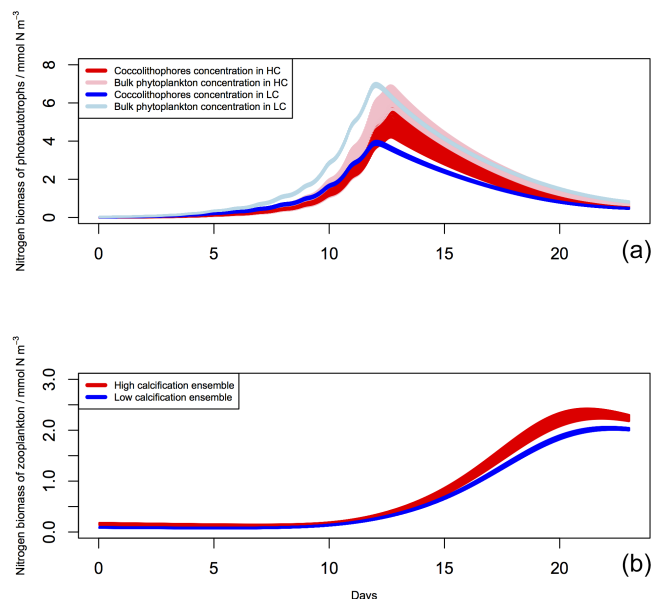 Nitrogen biomass of photoautotrophs / mmol N m⁻³
8
6
4
2
0
Coccolithophores concentration in HC
Bulk phytoplankton concentration in HC
Coccolithophores concentration in LC
Bulk phytoplankton concentration in LC
0 5 10 15 20
(a)
Nitrogen biomass of zooplankton / mmol N m⁻³
3.0
2.0
1.0
0.0
High calcification ensemble
Low calcification ensemble
0 5 10 15 20
(b)
Days